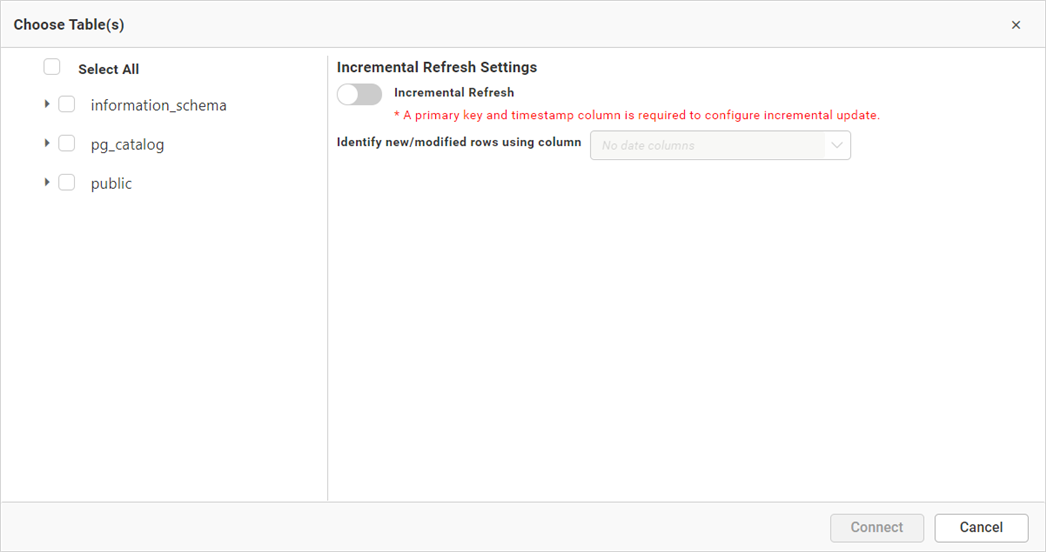 Choose Table(s)
Select All
information_schema
pg_catalog
public
Incremental Refresh Settings
Incremental Refresh
* A primary key and timestamp column is required to configure incremental update.
Identify new/modified rows using column
No date columns
Connect
Cancel